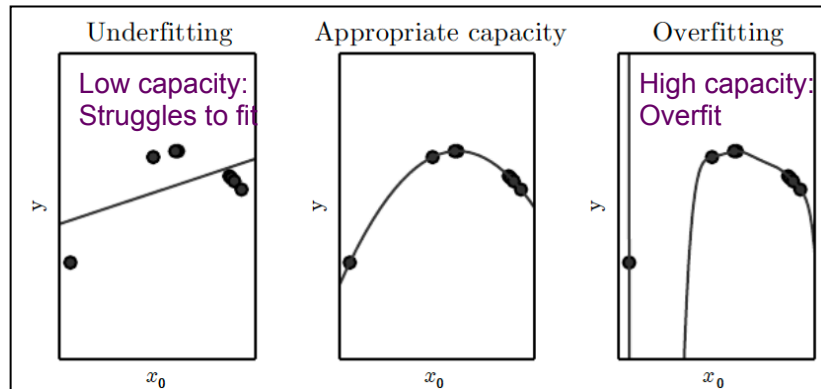 Underfitting
Appropriate capacity
Overfitting
Low capacity:
Struggles to fit
High capacity:
Overfit
y
y
y
x₀
x₀
x₀